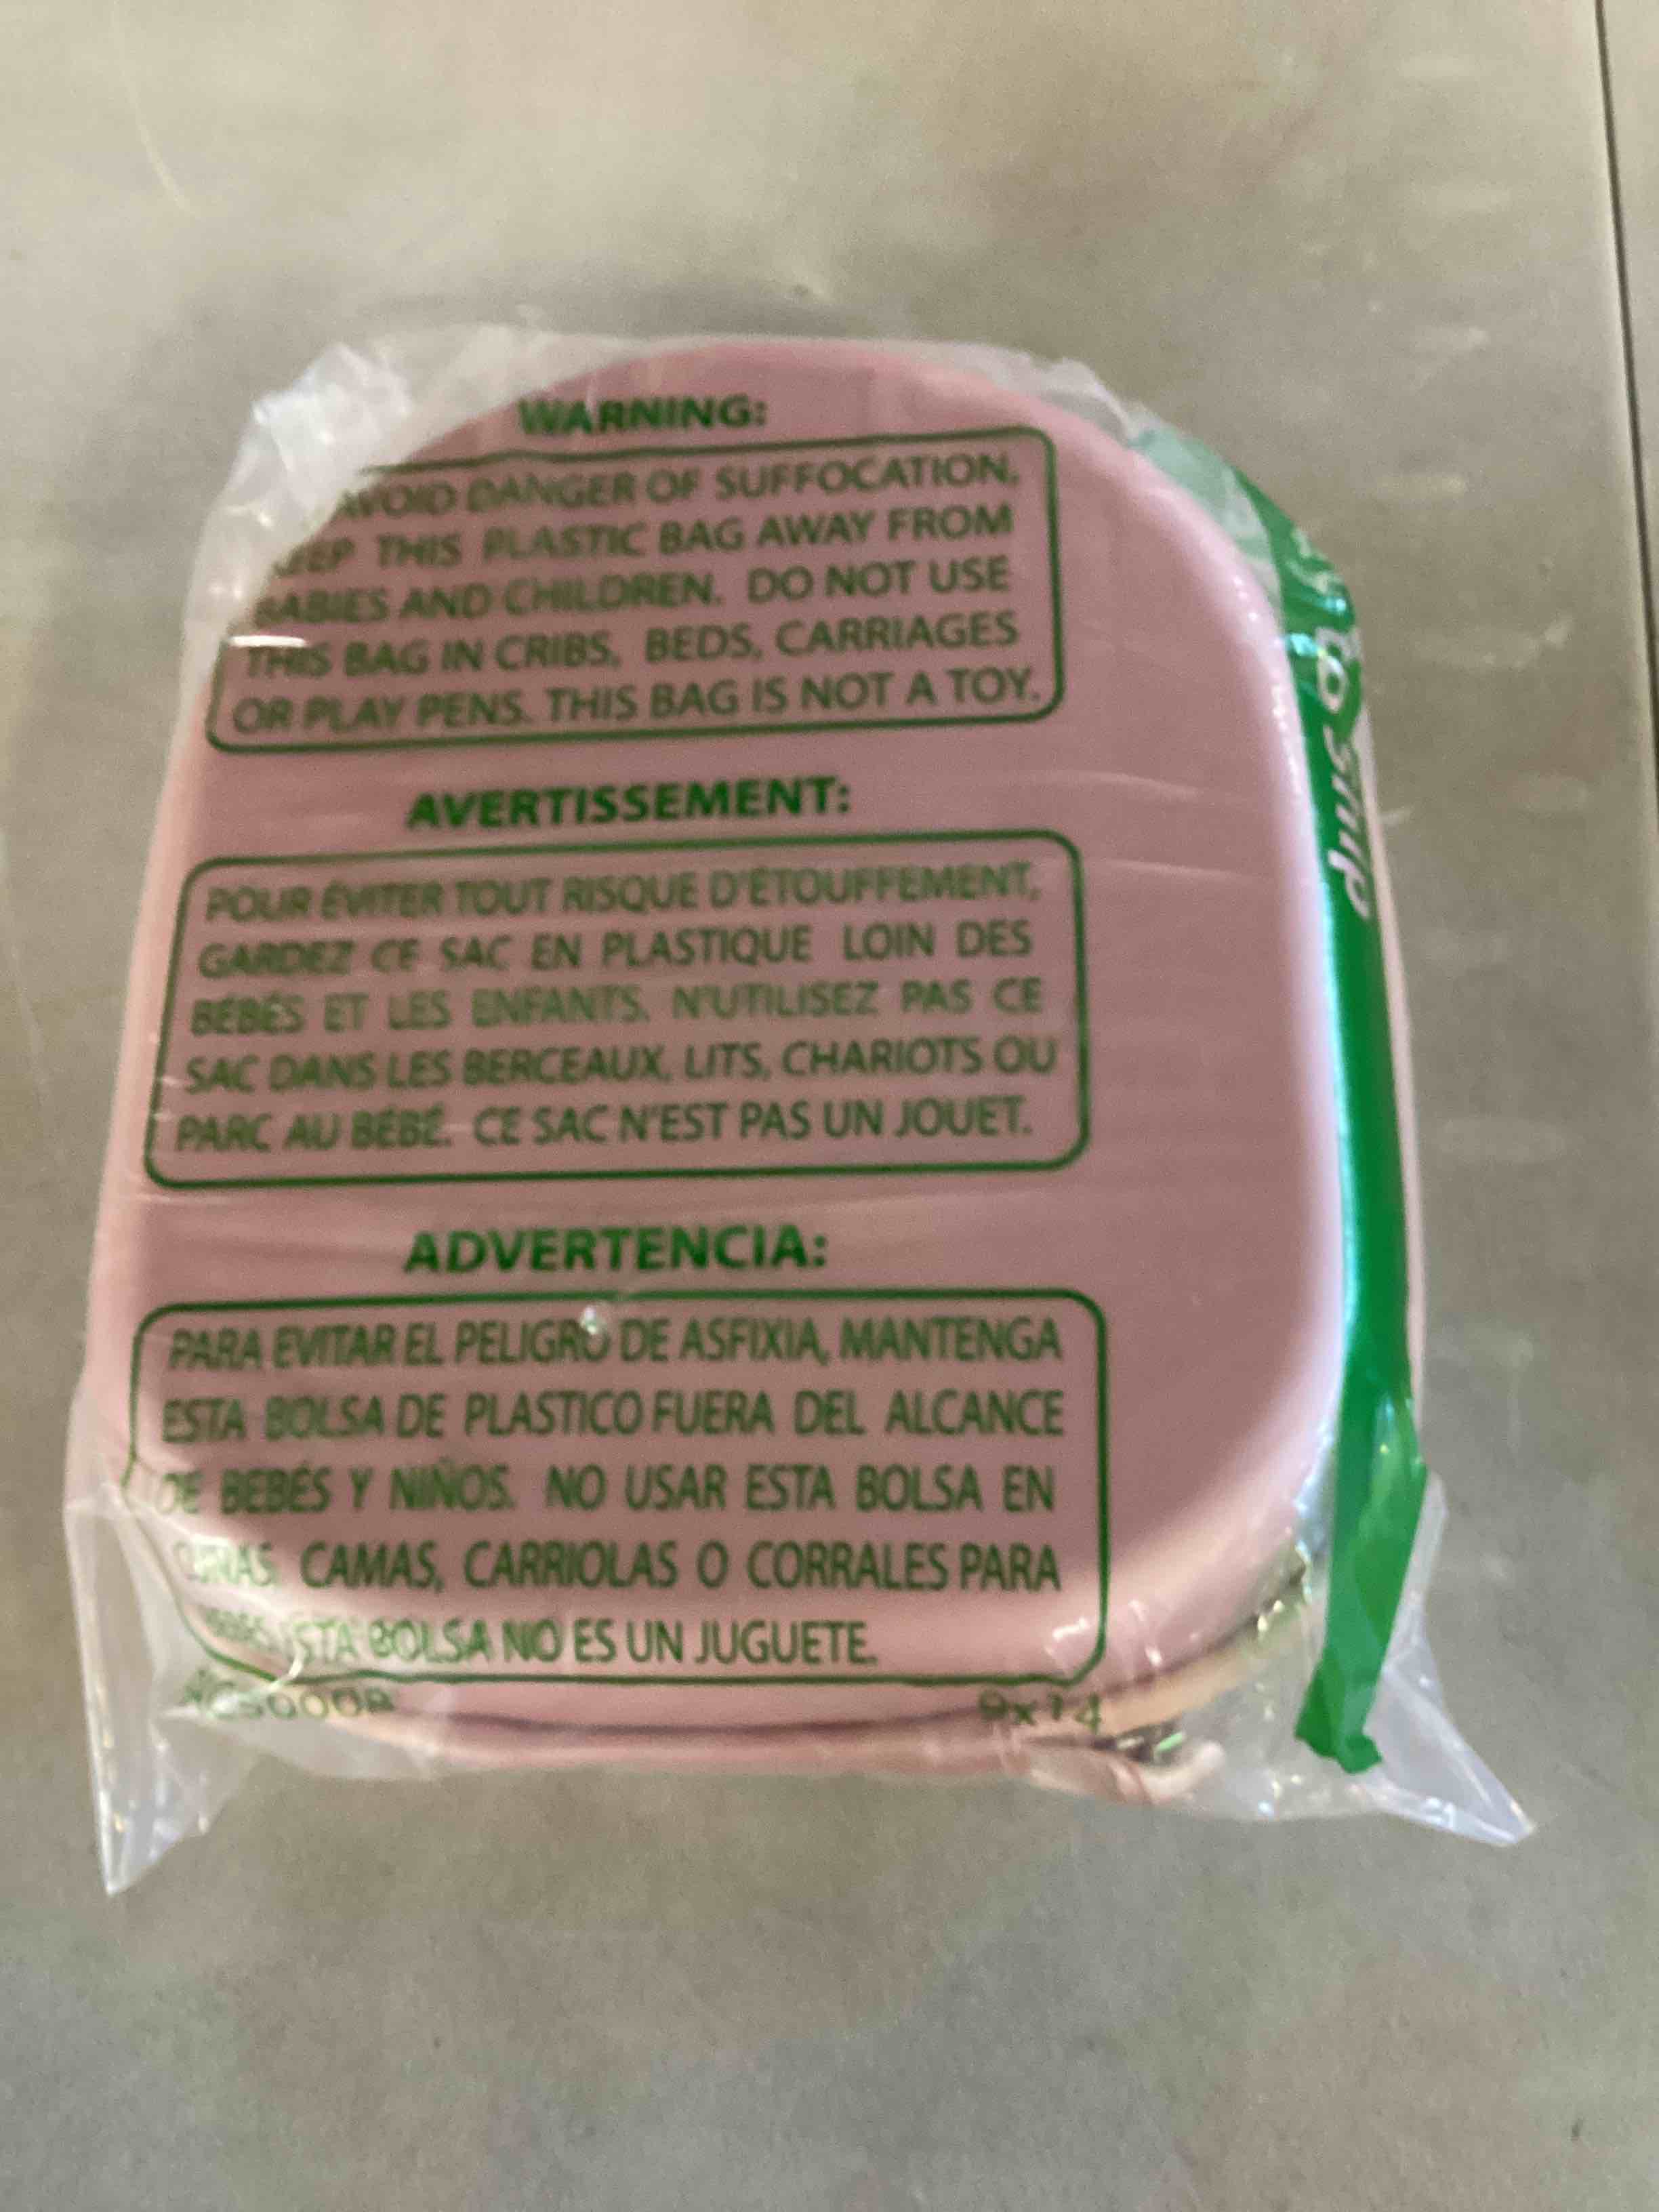 WARNING:
AVOID DANGER OF SUFFOCATION,
KEEP THIS PLASTIC BAG AWAY FROM
BABIES AND CHILDREN. DO NOT USE
THIS BAG IN CRIBS, BEDS, CARRIAGES
OR PLAY PENS. THIS BAG IS NOT A TOY.
AVERTISSEMENT:
POUR ÉVITER TOUT RISQUE D'ÉTOUFFEMENT,
GARDEZ CE SAC EN PLASTIQUE LOIN DES
BÉBÉS ET LES ENFANTS. N'UTILISEZ PAS CE
SAC DANS LES BERCEAUX, LITS, CHARIOTS OU
PARC AU BÉBÉ. CE SAC N'EST PAS UN JOUET.
ADVERTENCIA:
PARA EVITAR EL PELIGRO DE ASFIXIA, MANTENGA
ESTA BOLSA DE PLASTICO FUERA DEL ALCANCE
DE BEBÉS Y NIÑOS. NO USAR ESTA BOLSA EN
CUNAS, CAMAS, CARRIOLAS O CORRALES PARA
ESTA BOLSA NO ES UN JUGUETE.
9x14
to ship